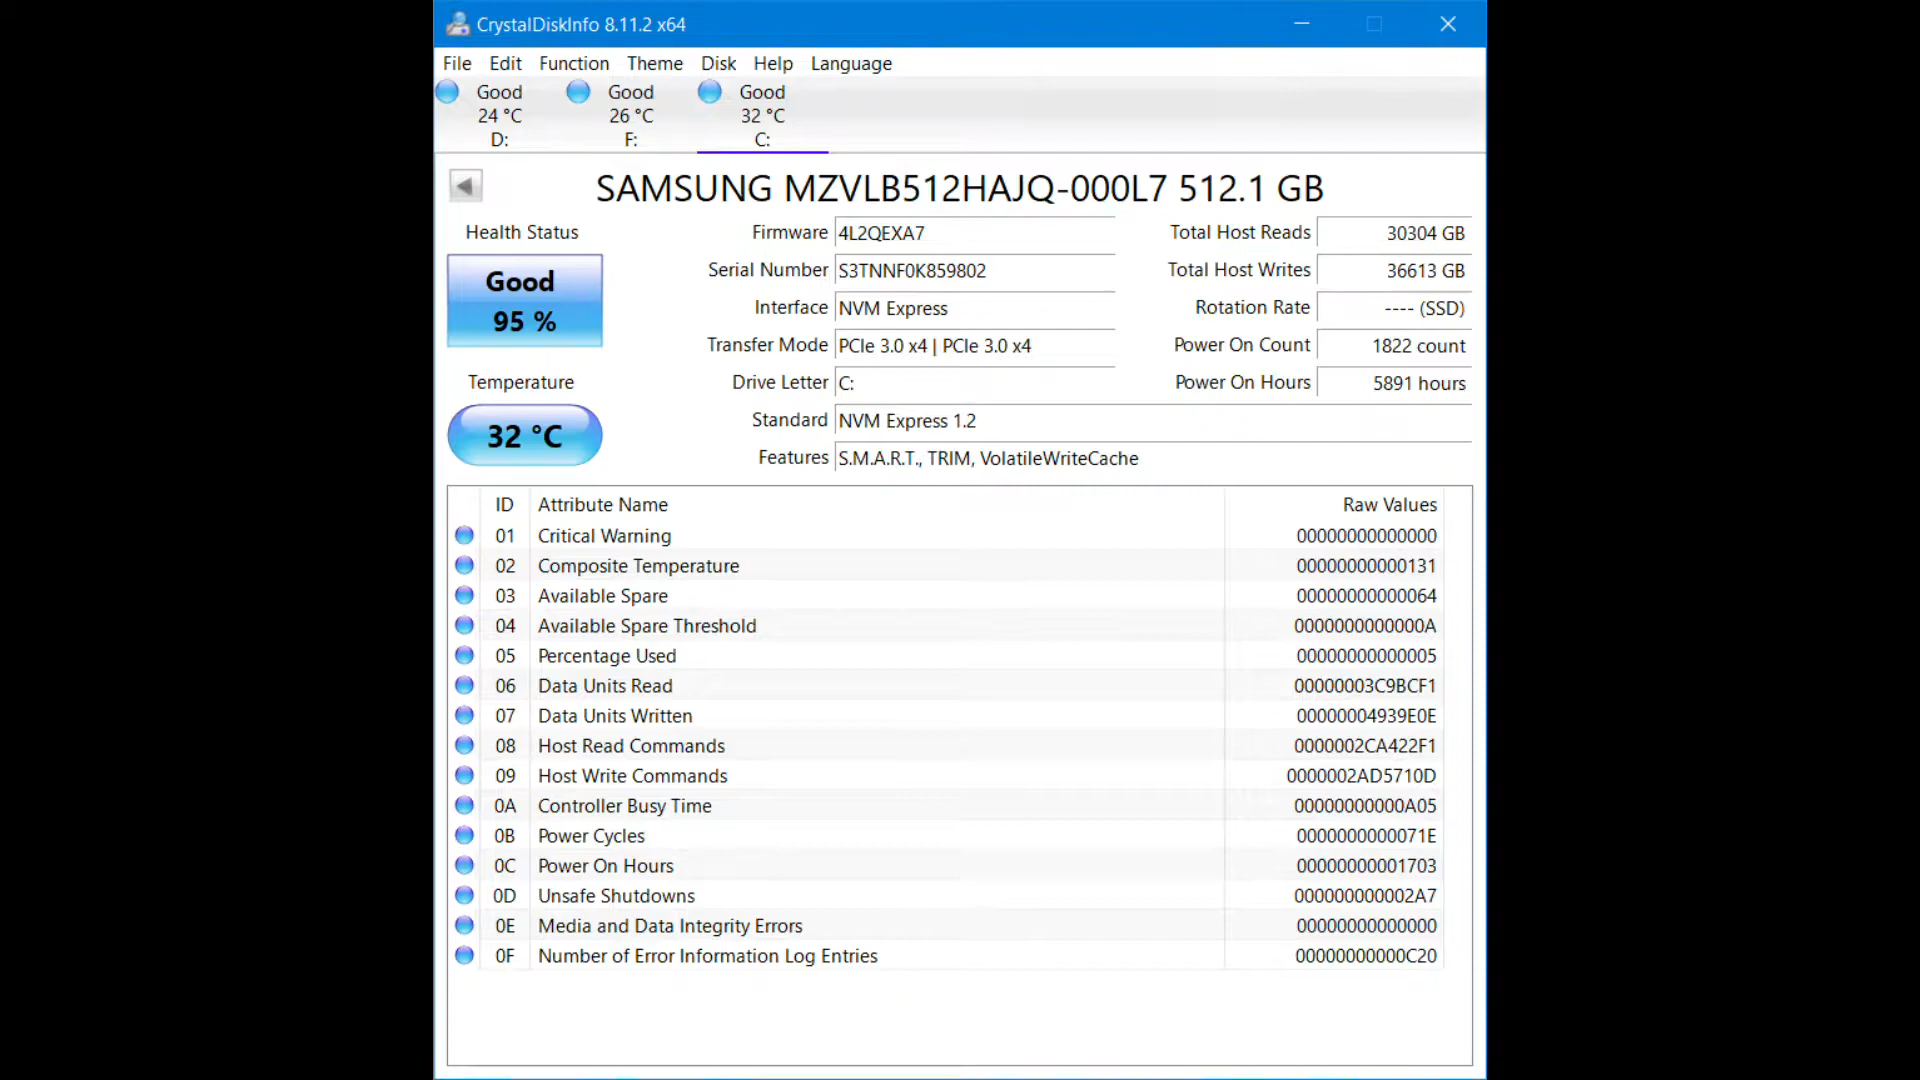 CrystalDiskInfo 8.11.2 x64
File Edit Function Theme Disk Help Language
Good Good Good
24 °C 26 °C 32 °C
D: F: C:
SAMSUNG MZVLB512HAJQ-000L7 512.1 GB
Health Status
Good
95 %
Temperature
32 °C
Firmware 4L2QEXA7
Serial Number S3TNNF0K859802
Interface NVM Express
Transfer Mode PCIe 3.0 x4 | PCIe 3.0 x4
Drive Letter C:
Standard NVM Express 1.2
Features S.M.A.R.T., TRIM, VolatileWriteCache
Total Host Reads 30304 GB
Total Host Writes 36613 GB
Rotation Rate ---- (SSD)
Power On Count 1822 count
Power On Hours 5891 hours
ID Attribute Name Raw Values
01 Critical Warning 00000000000000
02 Composite Temperature 00000000000131
03 Available Spare 00000000000064
04 Available Spare Threshold 0000000000000A
05 Percentage Used 00000000000005
06 Data Units Read 00000003C9BCF1
07 Data Units Written 00000004939E0E
08 Host Read Commands 0000002CA422F1
09 Host Write Commands 0000002AD5710D
0A Controller Busy Time 00000000000A05
0B Power Cycles 0000000000071E
0C Power On Hours 00000000001703
0D Unsafe Shutdowns 000000000002A7
0E Media and Data Integrity Errors 00000000000000
0F Number of Error Information Log Entries 00000000000C20